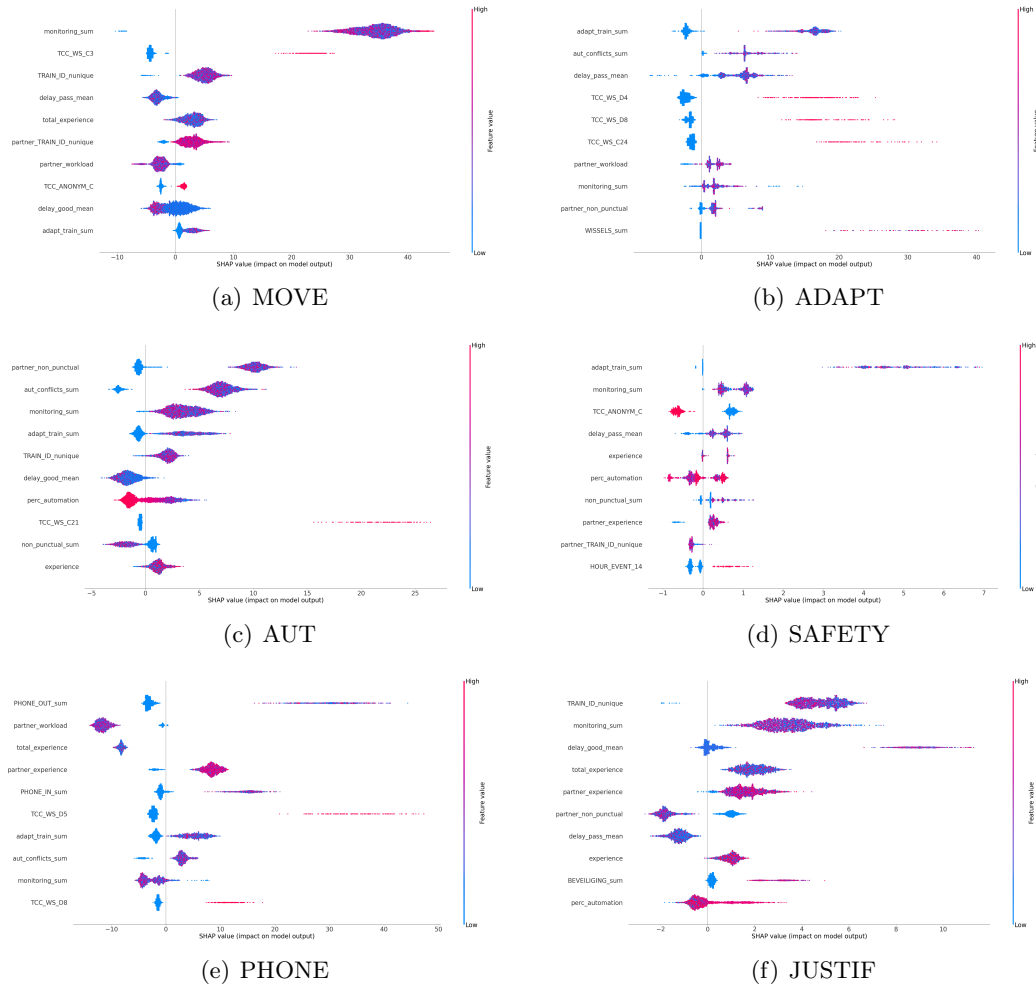 High
monitoring_sum
TCC_WS_C3
TRAIN_ID_nunique
delay_pass_mean
total_experience
partner_TRAIN_ID_nunique
partner_workload
TCC_ANONYM_C
delay_good_mean
adapt_train_sum
Feature value
Low
−10 0 10 20 30 40
SHAP value (impact on model output)
(a) MOVE
High
adapt_train_sum
aut_conflicts_sum
delay_pass_mean
TCC_WS_D4
TCC_WS_D8
TCC_WS_C24
partner_workload
monitoring_sum
partner_non_punctual
WISSELS_sum
Feature value
Low
0 10 20 30 40
SHAP value (impact on model output)
(b) ADAPT
High
partner_non_punctual
aut_conflicts_sum
monitoring_sum
adapt_train_sum
TRAIN_ID_nunique
delay_good_mean
perc_automation
TCC_WS_C21
non_punctual_sum
experience
Feature value
Low
−5 0 5 10 15 20 25
SHAP value (impact on model output)
(c) AUT
High
adapt_train_sum
monitoring_sum
TCC_ANONYM_C
delay_pass_mean
experience
perc_automation
non_punctual_sum
partner_experience
partner_TRAIN_ID_nunique
HOUR_EVENT_14
Low
−1 0 1 2 3 4 5 6 7
SHAP value (impact on model output)
(d) SAFETY
High
PHONE_OUT_sum
partner_workload
total_experience
partner_experience
PHONE_IN_sum
TCC_WS_D5
adapt_train_sum
aut_conflicts_sum
monitoring_sum
TCC_WS_D8
Feature value
Low
−10 0 10 20 30 40 50
SHAP value (impact on model output)
(e) PHONE
High
TRAIN_ID_nunique
monitoring_sum
delay_good_mean
total_experience
partner_experience
partner_non_punctual
delay_pass_mean
experience
BEVEILIGING_sum
perc_automation
Feature value
Low
−2 0 2 4 6 8 10
SHAP value (impact on model output)
(f) JUSTIF